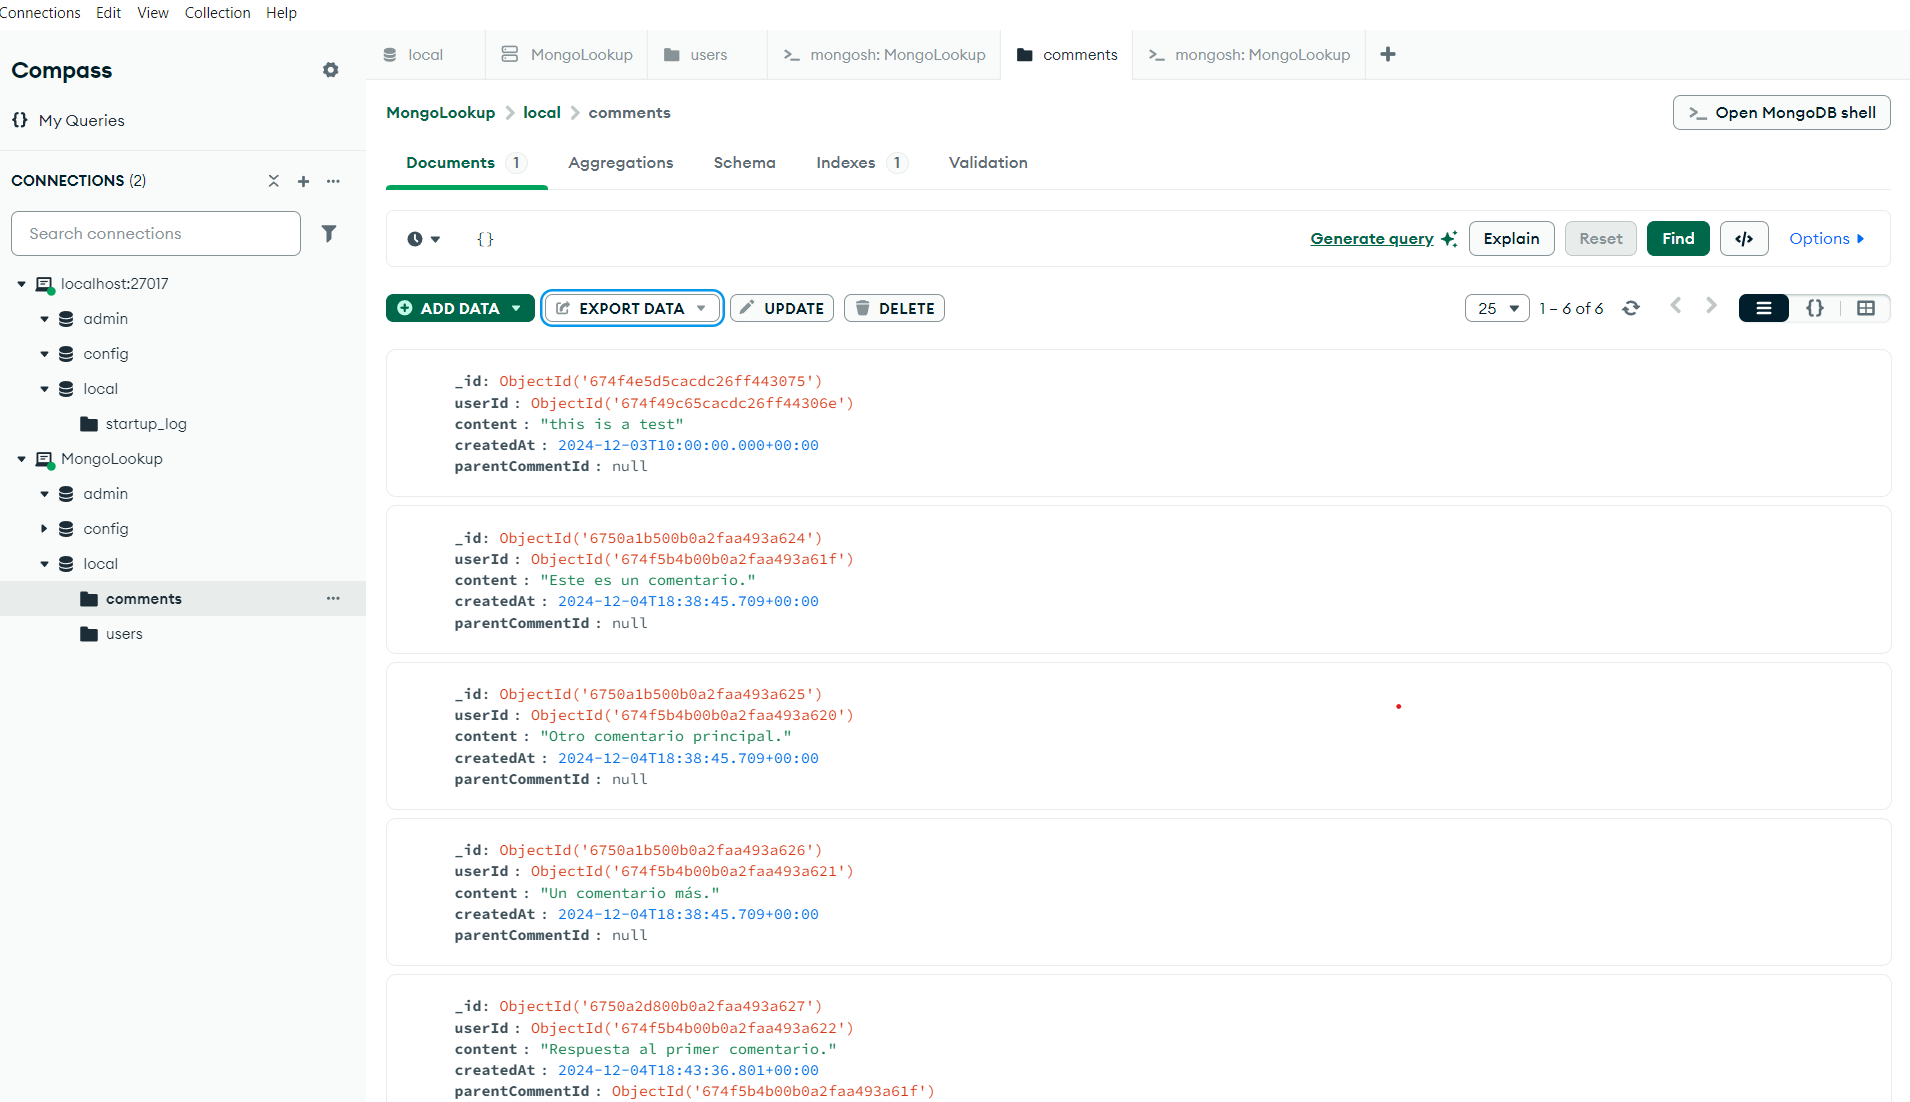 Connections Edit View Collection Help
Compass
My Queries
CONNECTIONS (2)
Search connections
localhost:27017
admin
config
local
startup_log
MongoLookup
admin
config
local
comments
users
local MongoLookup users mongosh: MongoLookup comments mongosh: MongoLookup
MongoLookup local comments
Open MongoDB shell
Documents 1 Aggregations Schema Indexes 1 Validation
{} Generate query Explain Reset Find Options
ADD DATA EXPORT DATA UPDATE DELETE 25 1 – 6 of 6
_id: ObjectId('674f4e5d5cacdc26ff443075')
userId : ObjectId('674f49c65cacdc26ff44306e')
content : "this is a test"
createdAt : 2024-12-03T10:00:00.000+00:00
parentCommentId : null
_id: ObjectId('6750a1b500b0a2faa493a624')
userId : ObjectId('674f5b4b00b0a2faa493a61f')
content : "Este es un comentario."
createdAt : 2024-12-04T18:38:45.709+00:00
parentCommentId : null
_id: ObjectId('6750a1b500b0a2faa493a625')
userId : ObjectId('674f5b4b00b0a2faa493a620')
content : "Otro comentario principal."
createdAt : 2024-12-04T18:38:45.709+00:00
parentCommentId : null
_id: ObjectId('6750a1b500b0a2faa493a626')
userId : ObjectId('674f5b4b00b0a2faa493a621')
content : "Un comentario más."
createdAt : 2024-12-04T18:38:45.709+00:00
parentCommentId : null
_id: ObjectId('6750a2d800b0a2faa493a627')
userId : ObjectId('674f5b4b00b0a2faa493a622')
content : "Respuesta al primer comentario."
createdAt : 2024-12-04T18:43:36.801+00:00
parentCommentId : ObjectId('674f5b4b00b0a2faa493a61f')